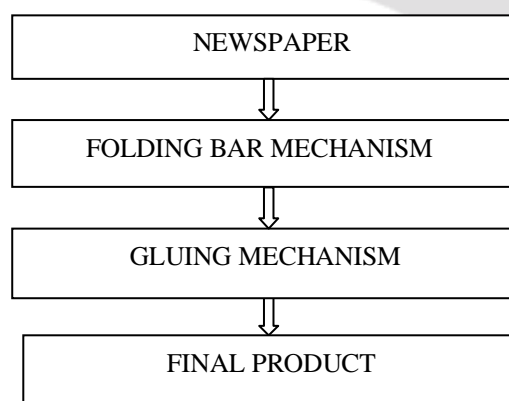 NEWSPAPER
FOLDING BAR MECHANISM
GLUING MECHANISM
FINAL PRODUCT